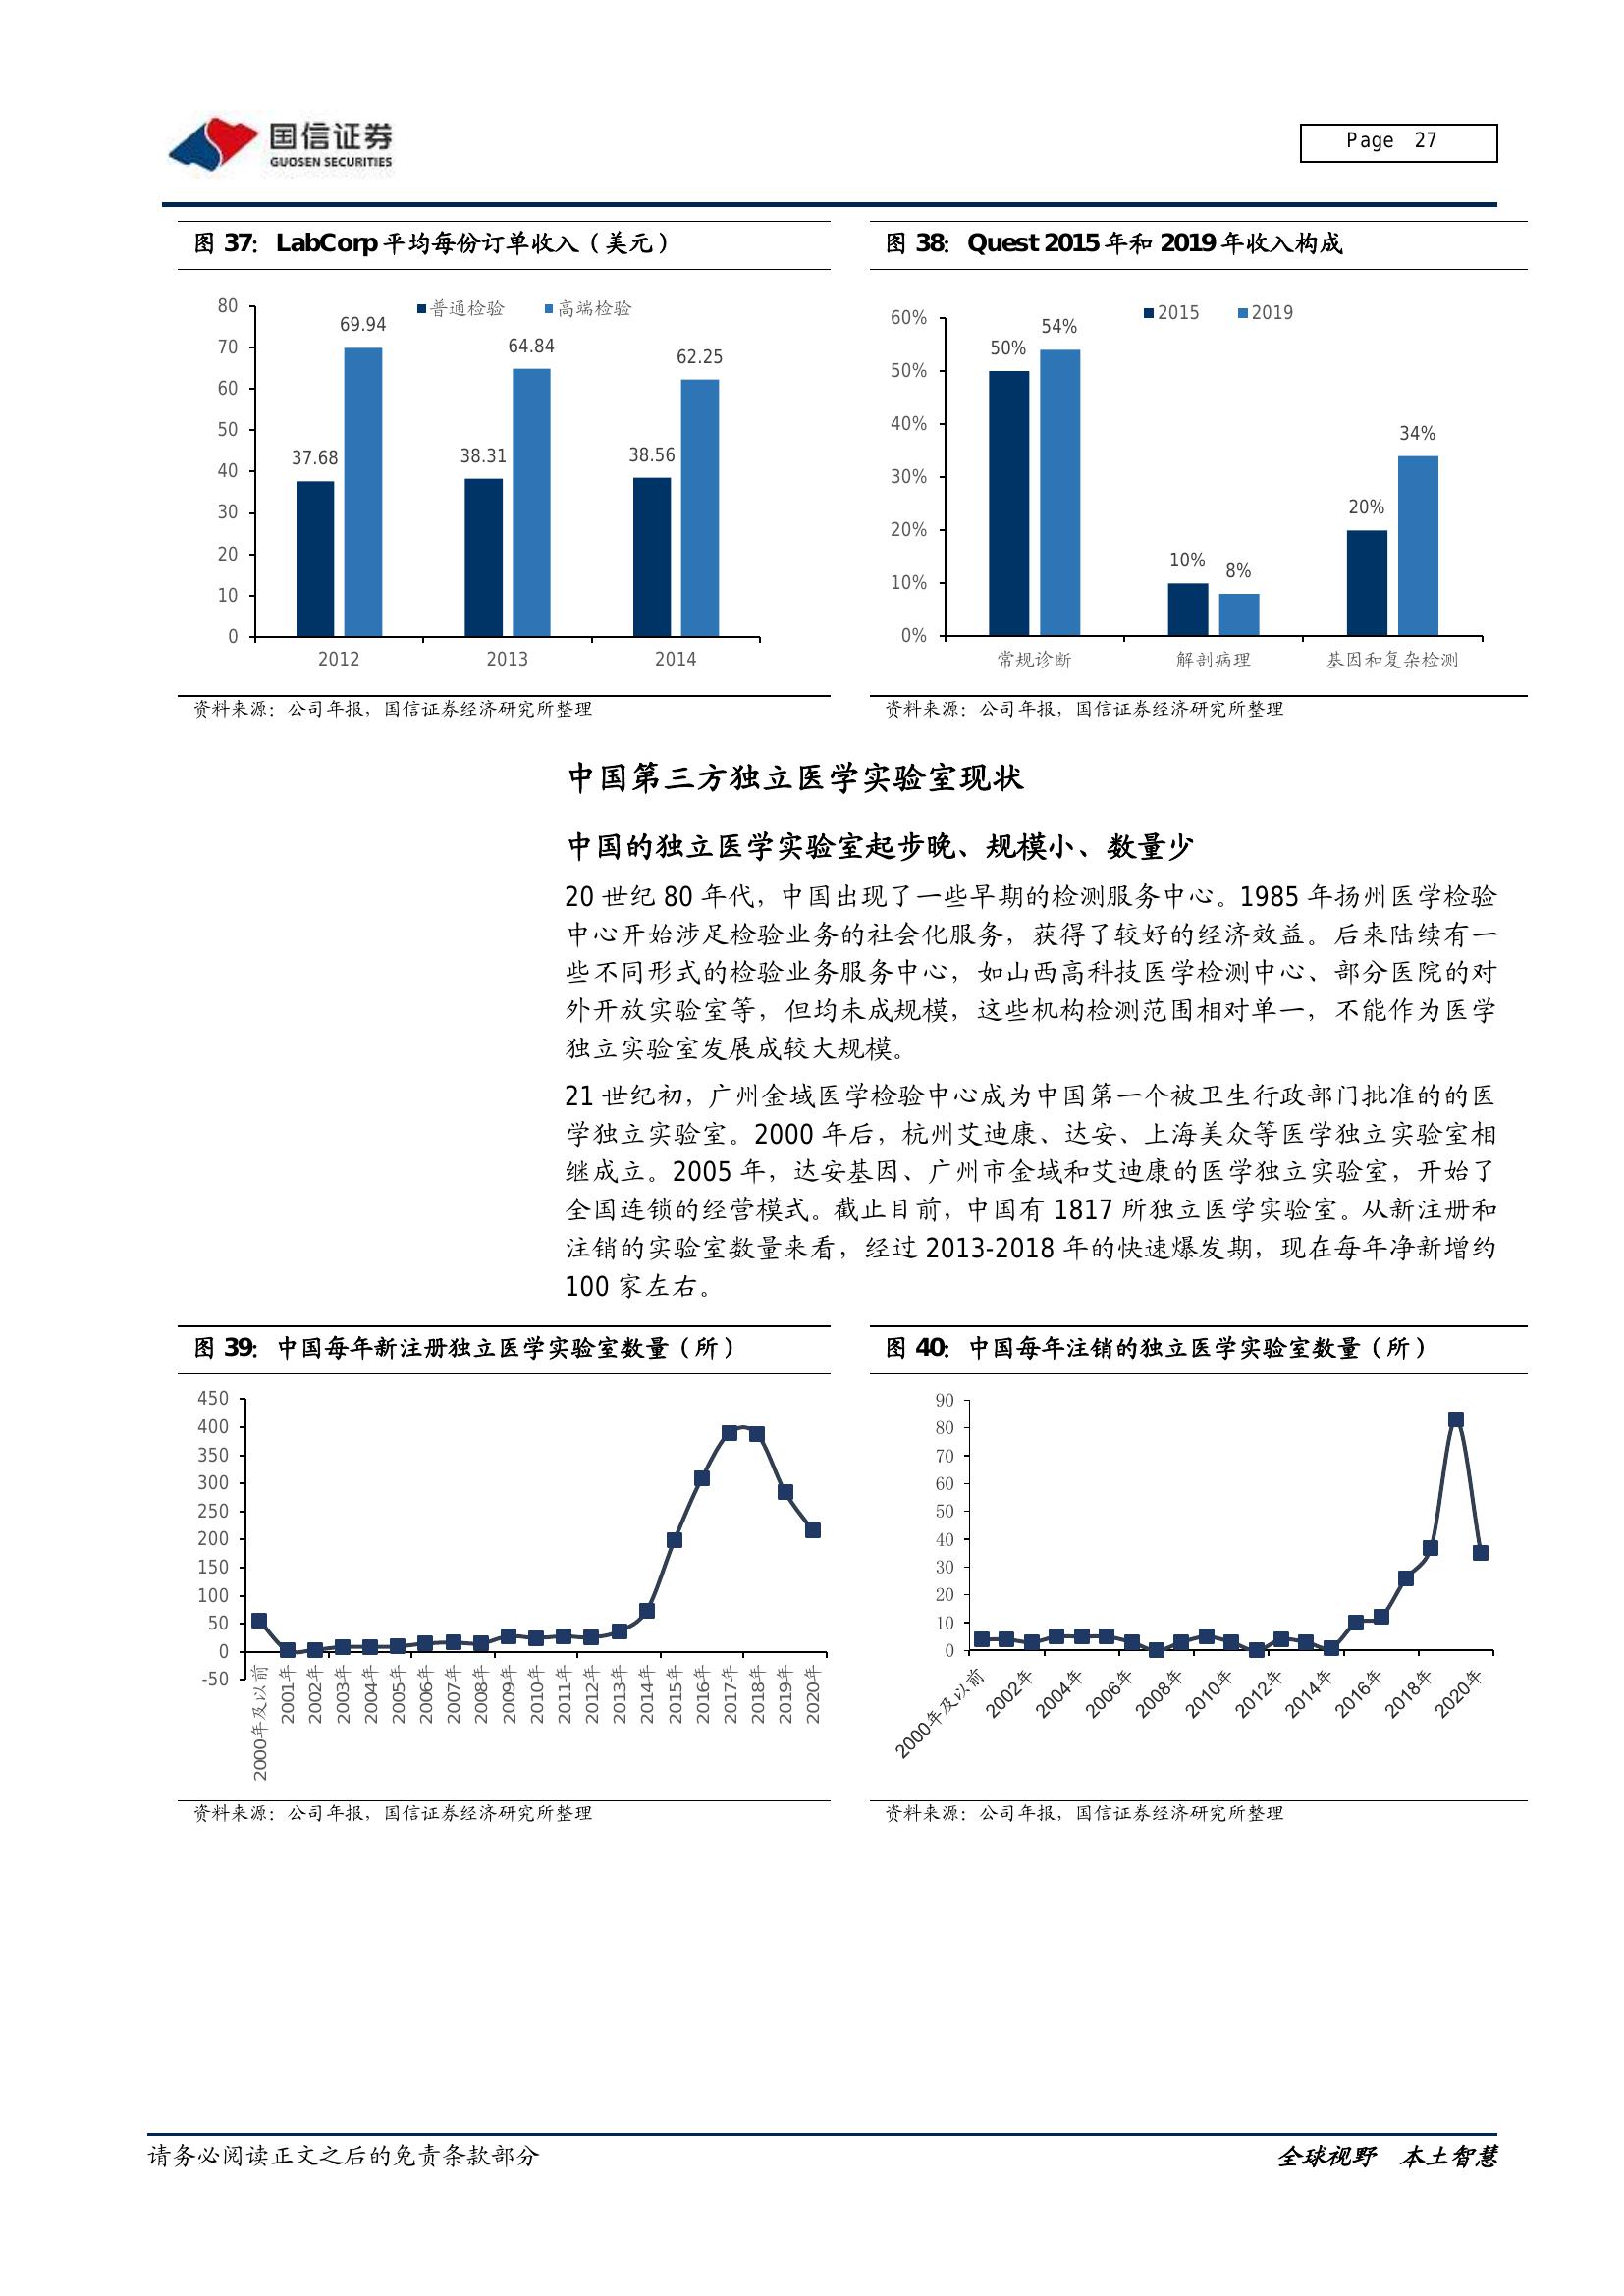 国信证券
GUOSEN SECURITIES
Page 27
图 37: LabCorp 平均每份订单收入（美元）
普通检验 高端检验
80
70
60
50
40
30
20
10
0
37.68 69.94
38.31 64.84
38.56 62.25
2012 2013 2014
资料来源：公司年报，国信证券经济研究所整理
图 38: Quest 2015 年和 2019 年收入构成
2015 2019
60%
50%
40%
30%
20%
10%
0%
50% 54%
10% 8%
20% 34%
常规诊断 解剖病理 基因和复杂检测
资料来源：公司年报，国信证券经济研究所整理
中国第三方独立医学实验室现状
中国的独立医学实验室起步晚、规模小、数量少
20 世纪 80 年代，中国出现了一些早期的检测服务中心。1985 年扬州医学检验
中心开始涉足检验业务的社会化服务，获得了较好的经济效益。后来陆续有一
些不同形式的检验业务服务中心，如山西高科技医学检测中心、部分医院的对
外开放实验室等，但均未成规模，这些机构检测范围相对单一，不能作为医学
独立实验室发展成较大规模。
21 世纪初，广州金域医学检验中心成为中国第一个被卫生行政部门批准的的医
学独立实验室。2000 年后，杭州艾迪康、达安、上海美众等医学独立实验室相
继成立。2005 年，达安基因、广州市金域和艾迪康的医学独立实验室，开始了
全国连锁的经营模式。截止目前，中国有 1817 所独立医学实验室。从新注册和
注销的实验室数量来看，经过 2013-2018 年的快速爆发期，现在每年净新增约
100 家左右。
图 39: 中国每年新注册独立医学实验室数量（所）
450
400
350
300
250
200
150
100
50
0
-50
2000年及以前 2001年 2002年 2003年 2004年 2005年 2006年 2007年 2008年 2009年 2010年 2011年 2012年 2013年 2014年 2015年 2016年 2017年 2018年 2019年 2020年
资料来源：公司年报，国信证券经济研究所整理
图 40: 中国每年注销的独立医学实验室数量（所）
90
80
70
60
50
40
30
20
10
0
2000年及以前 2002年 2004年 2006年 2008年 2010年 2012年 2014年 2016年 2018年 2020年
资料来源：公司年报，国信证券经济研究所整理
请务必阅读正文之后的免责条款部分
全球视野 本土智慧